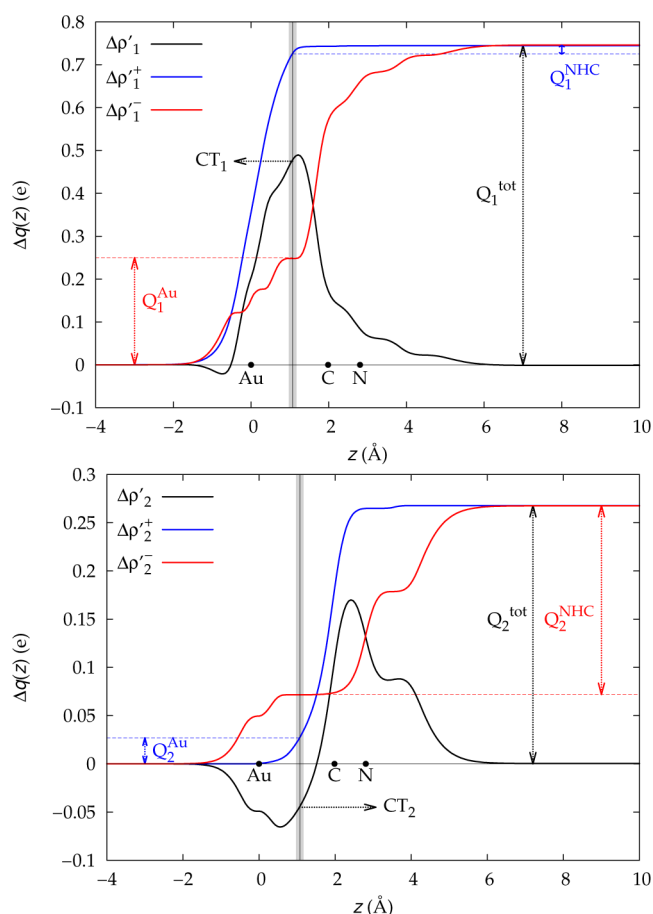 0.8
0.7
0.6
0.5
0.4
0.3
0.2
0.1
0
-0.1
Δq(z) (e)
Δρ′₁
Δρ′₁⁺
Δρ′₁⁻
Q₁ᴺᴴᶜ
CT₁
Q₁ᵗᵒᵗ
Q₁ᴬᵘ
Au
C
N
-4
-2
0
2
4
6
8
10
z (Å)
0.3
0.25
0.2
0.15
0.1
0.05
0
-0.05
-0.1
Δq(z) (e)
Δρ′₂
Δρ′₂⁺
Δρ′₂⁻
Q₂ᵗᵒᵗ
Q₂ᴺᴴᶜ
Q₂ᴬᵘ
Au
C
N
CT₂
-4
-2
0
2
4
6
8
10
z (Å)